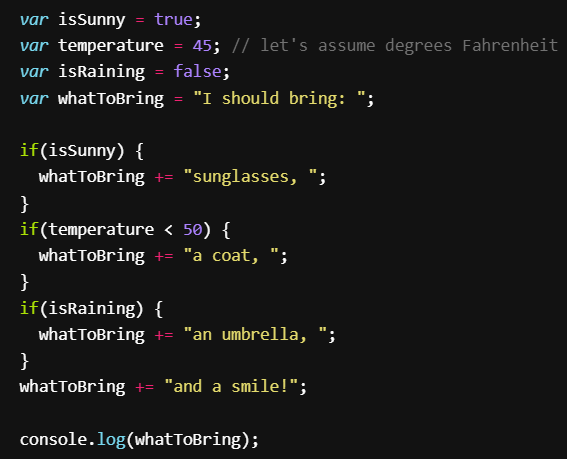 var isSunny = true;
var temperature = 45; // let's assume degrees Fahrenheit
var isRaining = false;
var whatToBring = "I should bring: ";

if(isSunny) {
  whatToBring += "sunglasses, ";
}
if(temperature < 50) {
  whatToBring += "a coat, ";
}
if(isRaining) {
  whatToBring += "an umbrella, ";
}
whatToBring += "and a smile!";

console.log(whatToBring);